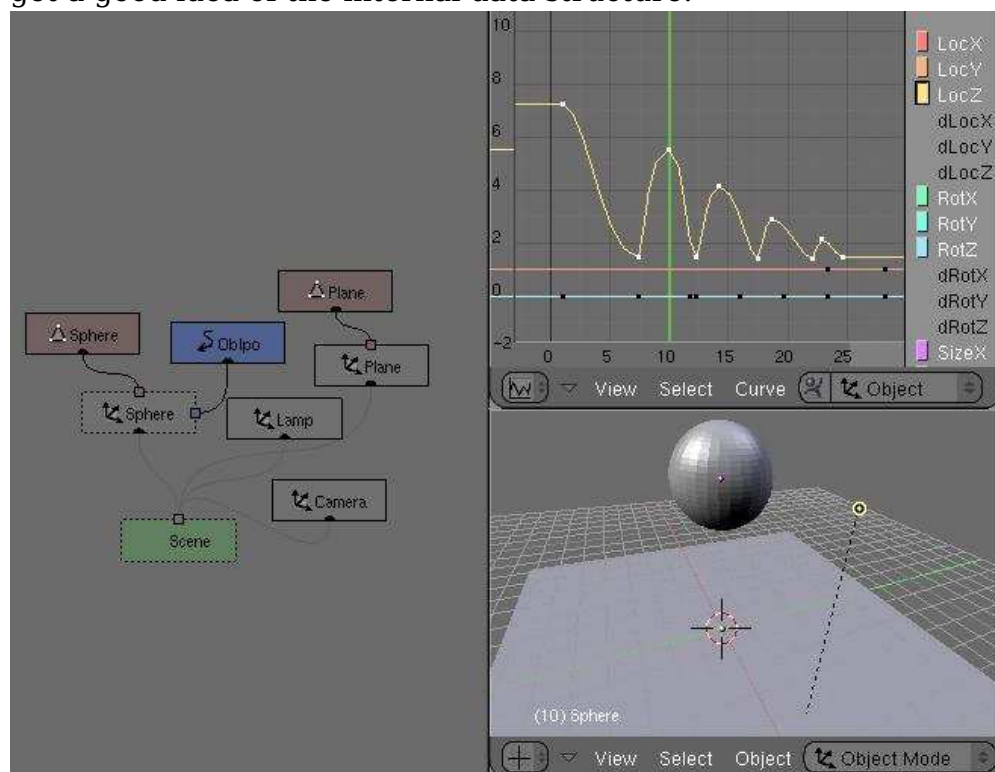 get a good idea of the internal data structure.
Plane
Sphere
ObIpo
Plane
Sphere
Lamp
Camera
Scene
10
8
6
4
2
0
-2
0 5 10 15 20 25
LocX
LocY
LocZ
dLocX
dLocY
dLocZ
RotX
RotY
RotZ
dRotX
dRotY
dRotZ
SizeX
View Select Curve Object
(10) Sphere
View Select Object Object Mode